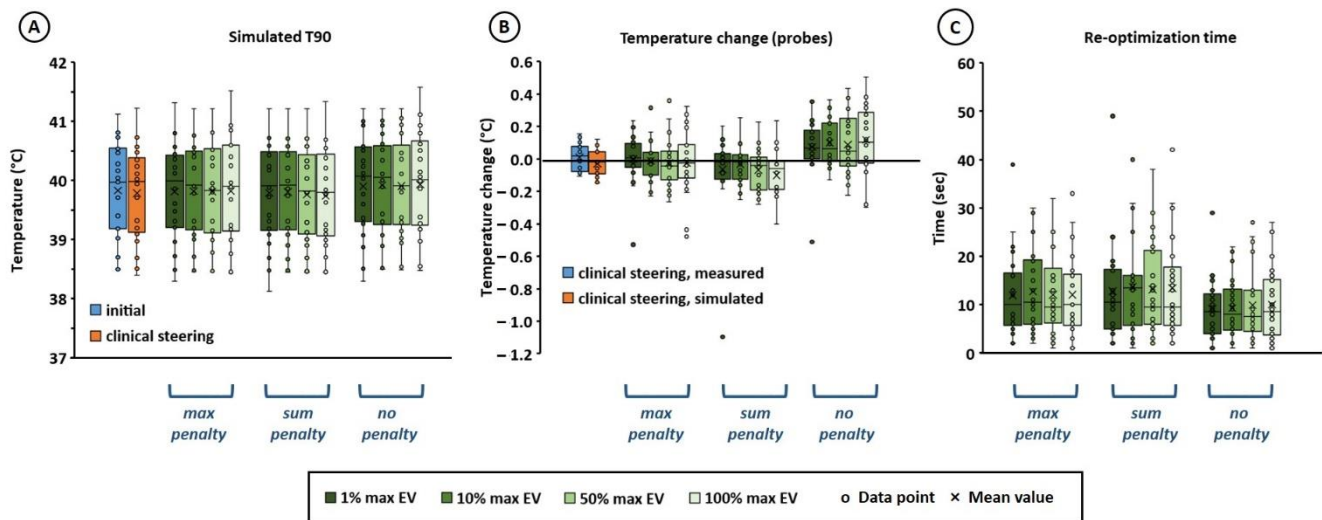 A
Simulated T90
Temperature (°C)
42
41
40
39
38
37
initial
clinical steering
max
penalty
sum
penalty
no
penalty
B
Temperature change (probes)
Temperature change (°C)
0.6
0.4
0.2
0.0
− 0.2
− 0.4
− 0.6
− 0.8
− 1.0
− 1.2
clinical steering, measured
clinical steering, simulated
max
penalty
sum
penalty
no
penalty
C
Re-optimization time
Time (sec)
60
50
40
30
20
10
0
max
penalty
sum
penalty
no
penalty
1% max EV 10% max EV 50% max EV 100% max EV o Data point × Mean value